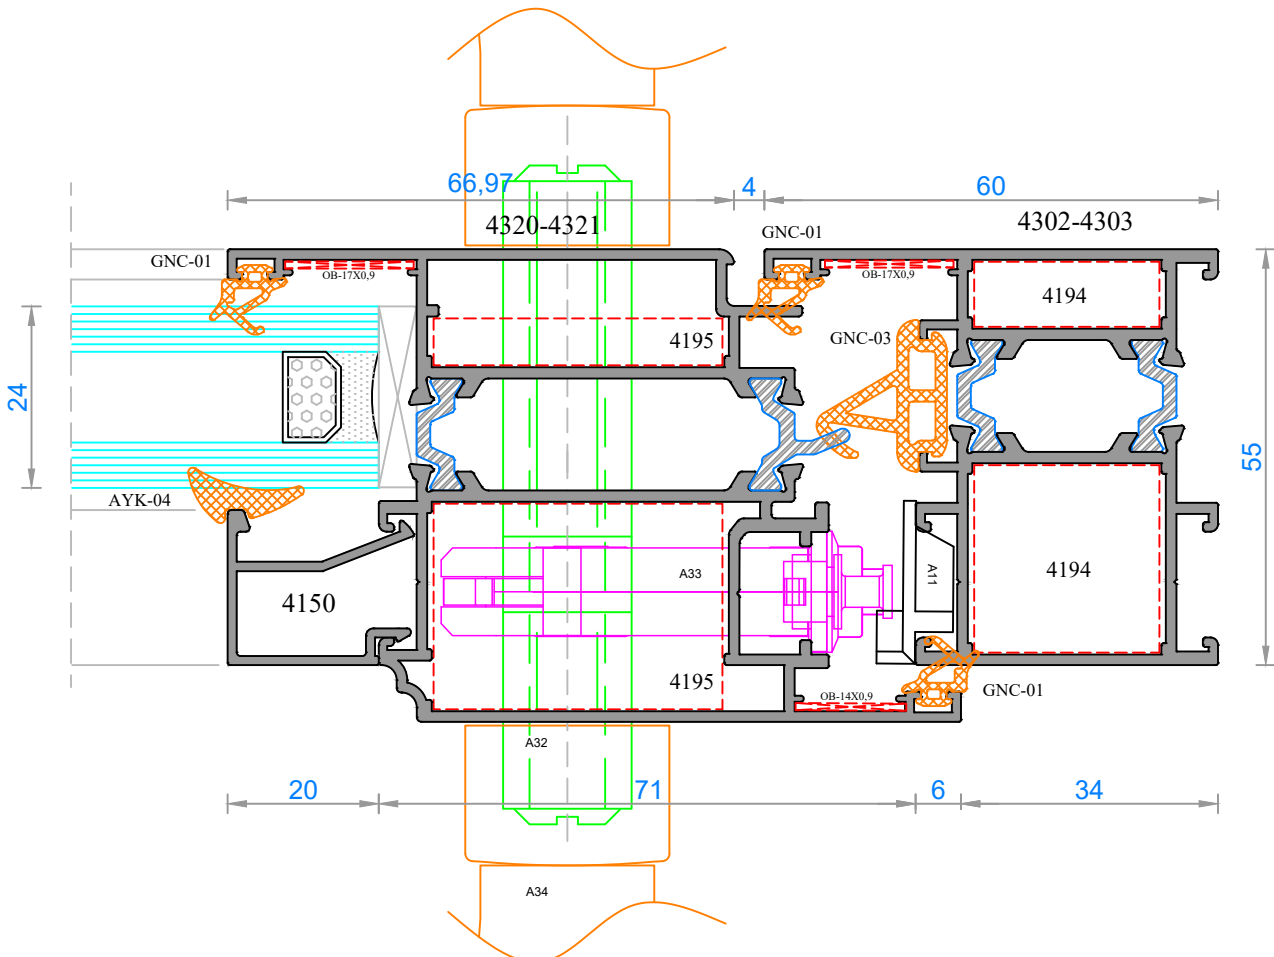 66,97
4
60
4320-4321
4302-4303
GNC-01
GNC-01
OB-17X0,9
OB-17X0,9
4194
4195
GNC-03
24
55
AYK-04
A33
A11
4194
4150
4195
OB-14X0,9
GNC-01
A32
20
71
6
34
A34